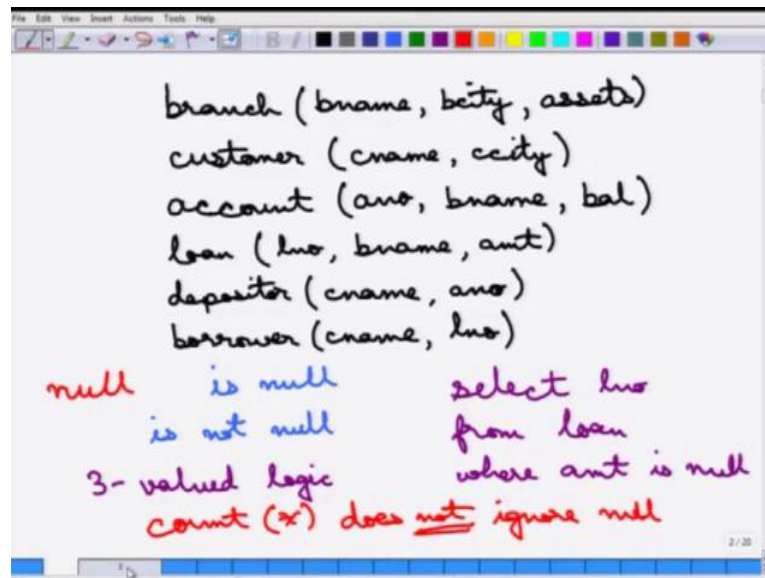 File Edit View Insert Actions Tools Help
branch (bname, bcity, assets)
customer (cname, ccity)
account (ano, bname, bal)
loan (lno, bname, amt)
depositor (cname, ano)
borrower (cname, lno)
null is null select lno
is not null from loan
3-valued logic where amt is null
count (*) does not ignore null
2 / 20